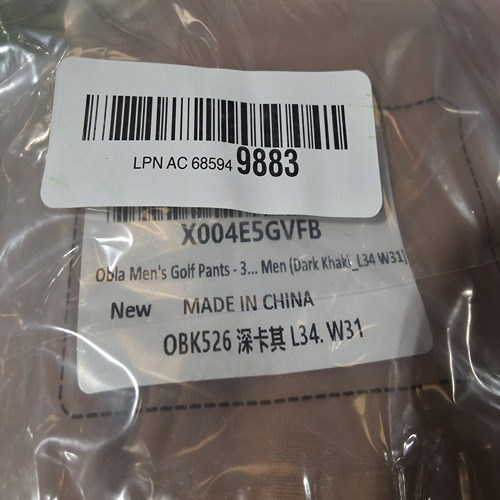 LPN AC 68594 9883
X004E5GVFB
Obla Men's Golf Pants - 3... Men (Dark Khaki_L34 W31)
New MADE IN CHINA
OBK526 深卡其 L34. W31